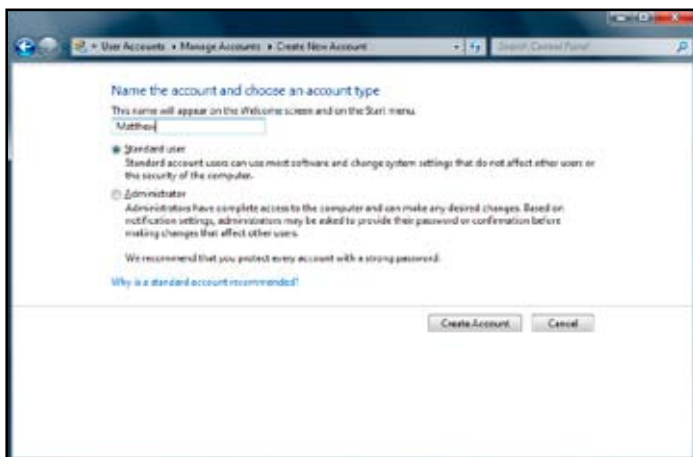 User Accounts Manage Accounts Create New Account
Search Control Panel
Name the account and choose an account type
This name will appear on the Welcome screen and on the Start menu.
Matthew
Standard user
Standard account users can use most software and change system settings that do not affect other users or
the security of the computer.
Administrator
Administrators have complete access to the computer and can make any desired changes. Based on
notification settings, administrators may be asked to provide their password or confirmation before
making changes that affect other users.
We recommend that you protect every account with a strong password.
Why is a standard account recommended?
Create Account Cancel